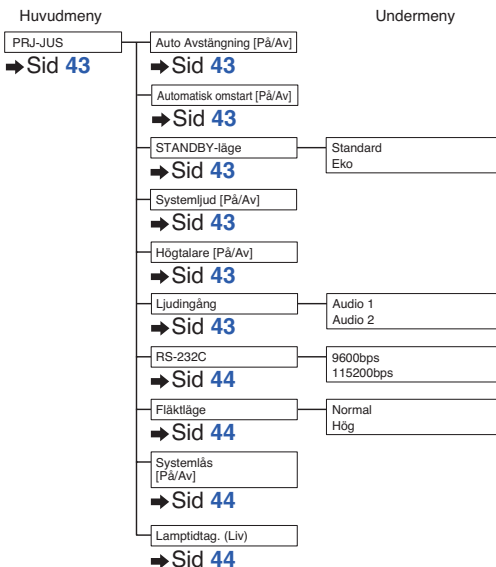 Huvudmeny Undermeny
PRJ-JUS
➡ Sid 43
Auto Avstängning [På/Av]
➡ Sid 43
Automatisk omstart [På/Av]
➡ Sid 43
STANDBY-läge
➡ Sid 43
Standard
Eko
Systemljud [På/Av]
➡ Sid 43
Högtalare [På/Av]
➡ Sid 43
Ljudingång
➡ Sid 43
Audio 1
Audio 2
RS-232C
➡ Sid 44
9600bps
115200bps
Fläktläge
➡ Sid 44
Normal
Hög
Systemlås
[På/Av]
➡ Sid 44
Lamptidtag. (Liv)
➡ Sid 44